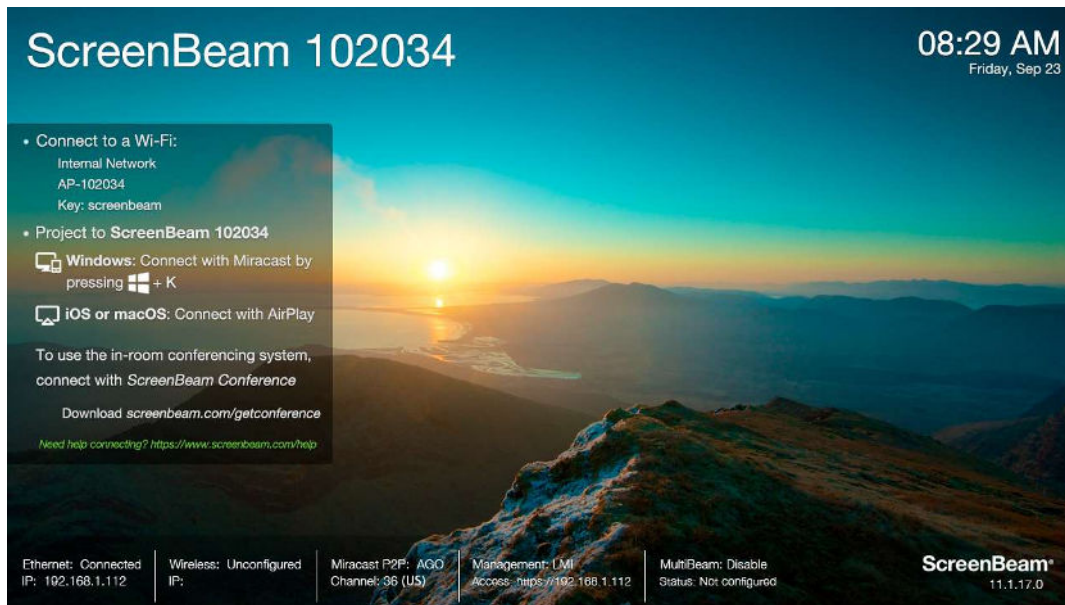 ScreenBeam 102034
08:29 AM
Friday, Sep 23
• Connect to a Wi-Fi:
Internal Network
AP-102034
Key: screenbeam
• Project to ScreenBeam 102034
Windows: Connect with Miracast by
pressing + K
iOS or macOS: Connect with AirPlay
To use the in-room conferencing system,
connect with ScreenBeam Conference
Download screenbeam.com/getconference
Need help connecting? https://www.screenbeam.com/help
Ethernet: Connected
IP: 192.168.1.112
Wireless: Unconfigured
IP:
Miracast P2P: AGO
Channel: 36 (US)
Management: LMI
Access: https://192.168.1.112
MultiBeam: Disable
Status: Not configured
ScreenBeam®
11.1.17.0